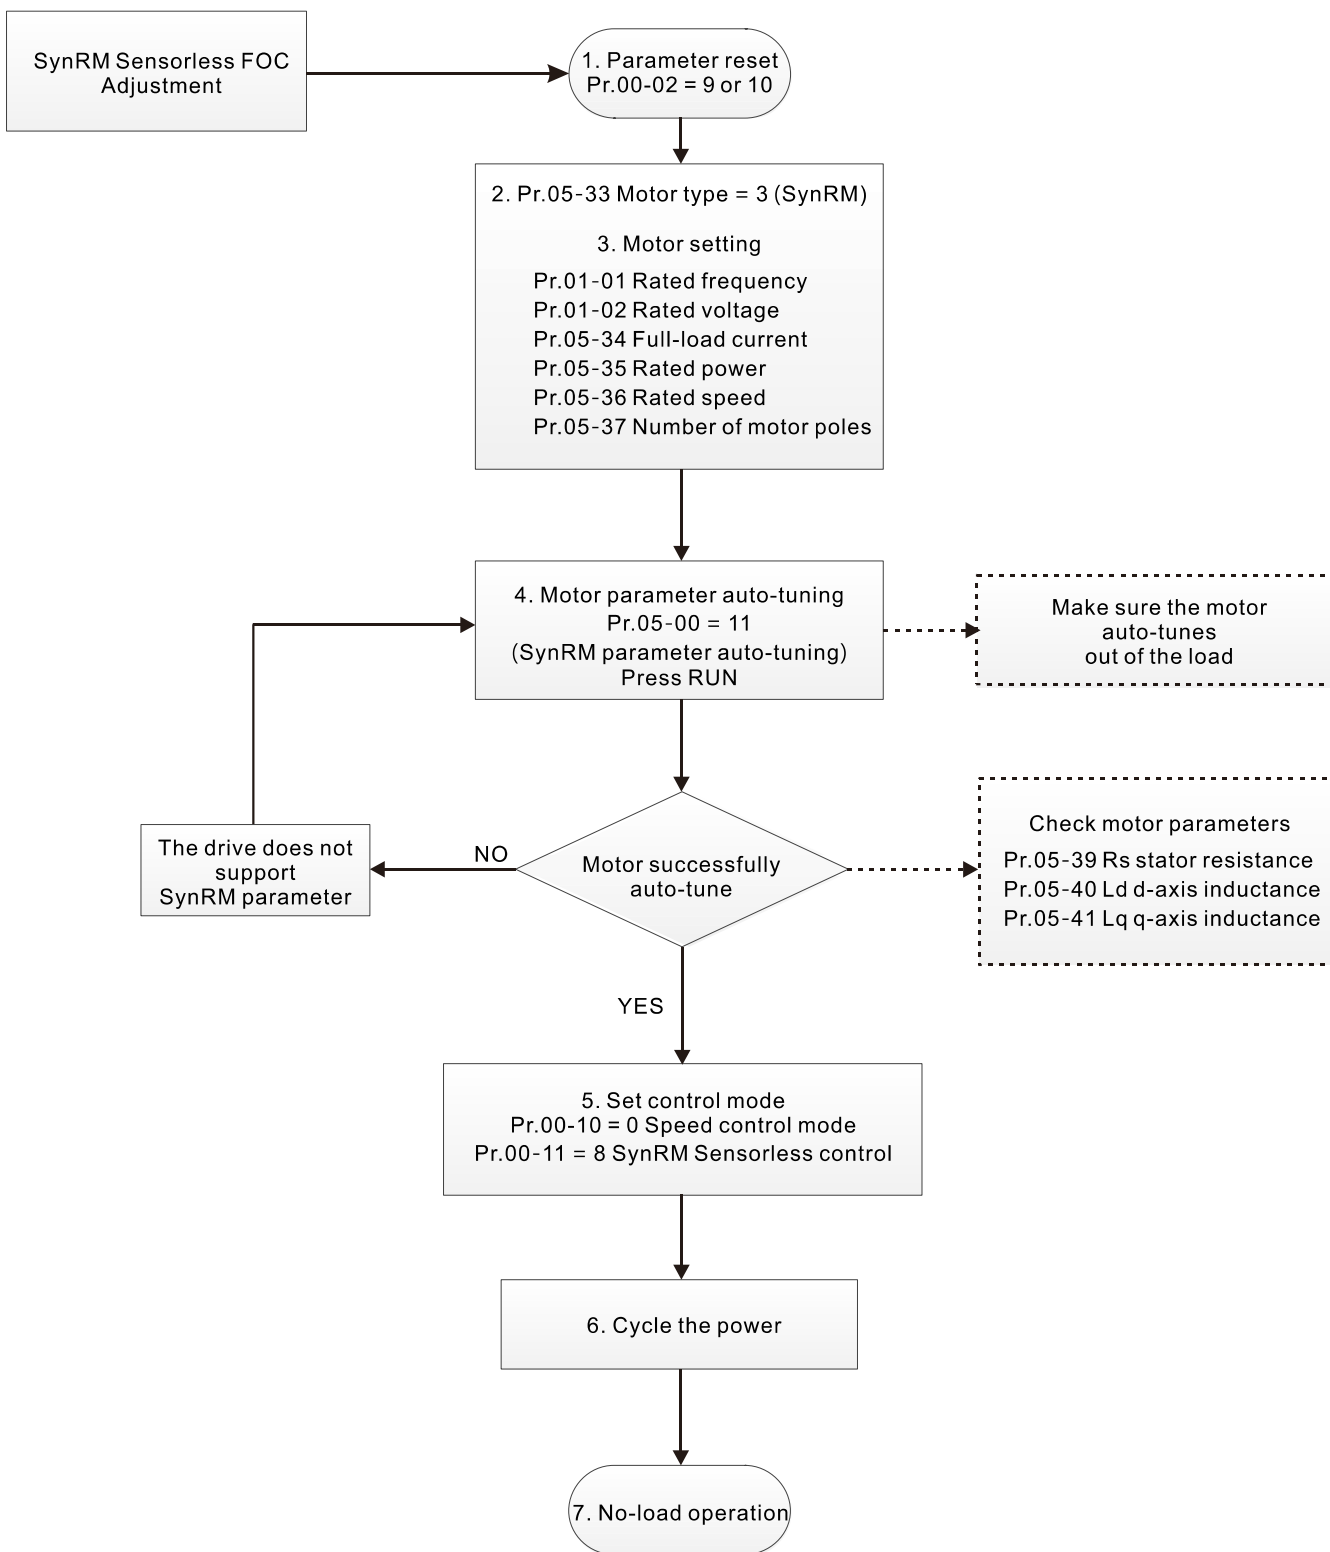 SynRM Sensorless FOC
Adjustment
1. Parameter reset
Pr.00-02 = 9 or 10
2. Pr.05-33 Motor type = 3 (SynRM)
3. Motor setting
Pr.01-01 Rated frequency
Pr.01-02 Rated voltage
Pr.05-34 Full-load current
Pr.05-35 Rated power
Pr.05-36 Rated speed
Pr.05-37 Number of motor poles
4. Motor parameter auto-tuning
Pr.05-00 = 11
(SynRM parameter auto-tuning)
Press RUN
Make sure the motor
auto-tunes
out of the load
The drive does not
support
SynRM parameter
NO
Motor successfully
auto-tune
Check motor parameters
Pr.05-39 Rs stator resistance
Pr.05-40 Ld d-axis inductance
Pr.05-41 Lq q-axis inductance
YES
5. Set control mode
Pr.00-10 = 0 Speed control mode
Pr.00-11 = 8 SynRM Sensorless control
6. Cycle the power
7. No-load operation